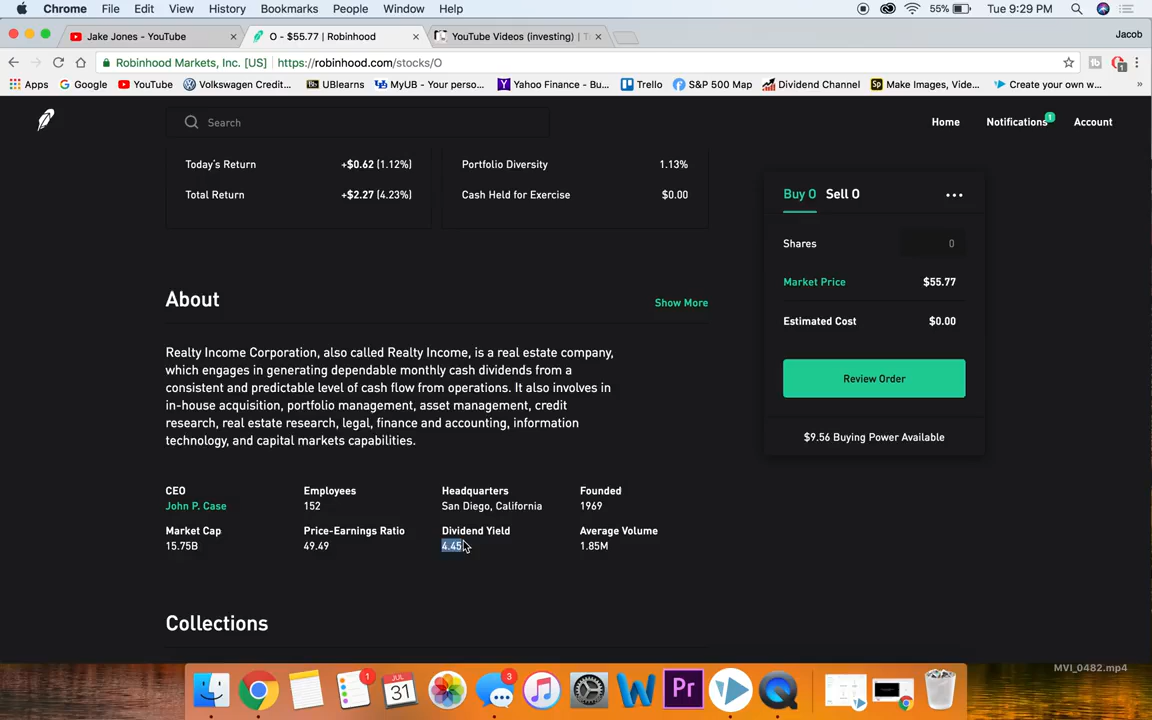 Chrome File Edit View History Bookmarks People Window Help 55% Tue 9:29 PM
Jake Jones - YouTube × O - $55.77 | Robinhood × YouTube Videos (investing) | T × Jacob
Robinhood Markets, Inc. [US] https://robinhood.com/stocks/O 1
Apps Google YouTube Volkswagen Credit... UBlearns MyUB - Your perso... Yahoo Finance - Bu... Trello S&P 500 Map Dividend Channel Make Images, Vide... Create your own w... »
Search Home Notifications 1 Account
Today's Return +$0.62 (1.12%) Portfolio Diversity 1.13%
Total Return +$2.27 (4.23%) Cash Held for Exercise $0.00
Buy O Sell O
Shares 0
Market Price $55.77
Estimated Cost $0.00
Review Order
$9.56 Buying Power Available
About Show More
Realty Income Corporation, also called Realty Income, is a real estate company,
which engages in generating dependable monthly cash dividends from a
consistent and predictable level of cash flow from operations. It also involves in
in-house acquisition, portfolio management, asset management, credit
research, real estate research, legal, finance and accounting, information
technology, and capital markets capabilities.
CEO Employees Headquarters Founded
John P. Case 152 San Diego, California 1969
Market Cap Price-Earnings Ratio Dividend Yield Average Volume
15.75B 49.49 4.45 1.85M
Collections
MVI_0482.mp4
1 JUL 31 3 W Pr